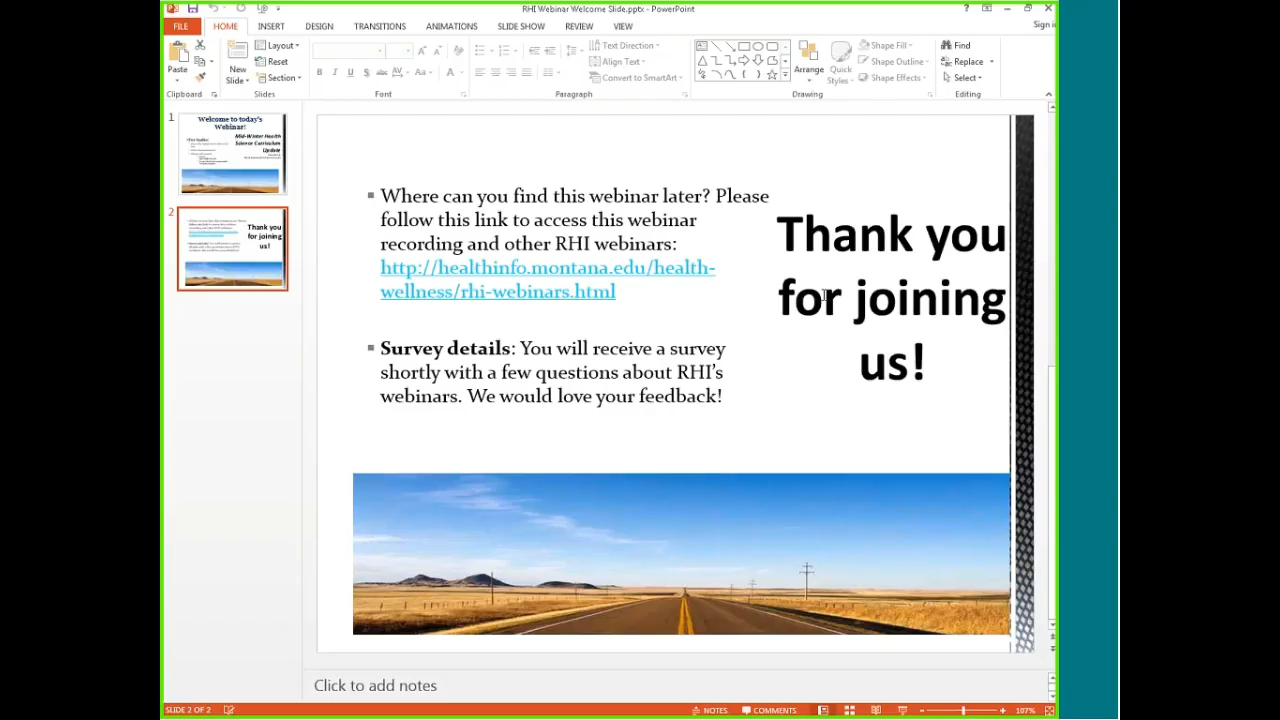 RHI Webinar Welcome Slide.pptx - PowerPoint
?
FILE
HOME
INSERT
DESIGN
TRANSITIONS
ANIMATIONS
SLIDE SHOW
REVIEW
VIEW
Sign in
Paste
Clipboard
New
Slide
Layout
Reset
Section
Slides
B I U S abc AV Aa A
Font
Text Direction
Align Text
Convert to SmartArt
Paragraph
Arrange
Quick
Styles
Shape Fill
Shape Outline
Shape Effects
Drawing
Find
Replace
Select
Editing
1
Welcome to today's
Webinar!
Mid-Winter Health
Science Curriculum
Update
2
Thank you
for joining
us!
Where can you find this webinar later? Please
follow this link to access this webinar
recording and other RHI webinars:
http://healthinfo.montana.edu/health-
wellness/rhi-webinars.html
Survey details: You will receive a survey
shortly with a few questions about RHI's
webinars. We would love your feedback!
Thank you
for joining
us!
Click to add notes
SLIDE 2 OF 2
NOTES
COMMENTS
107%